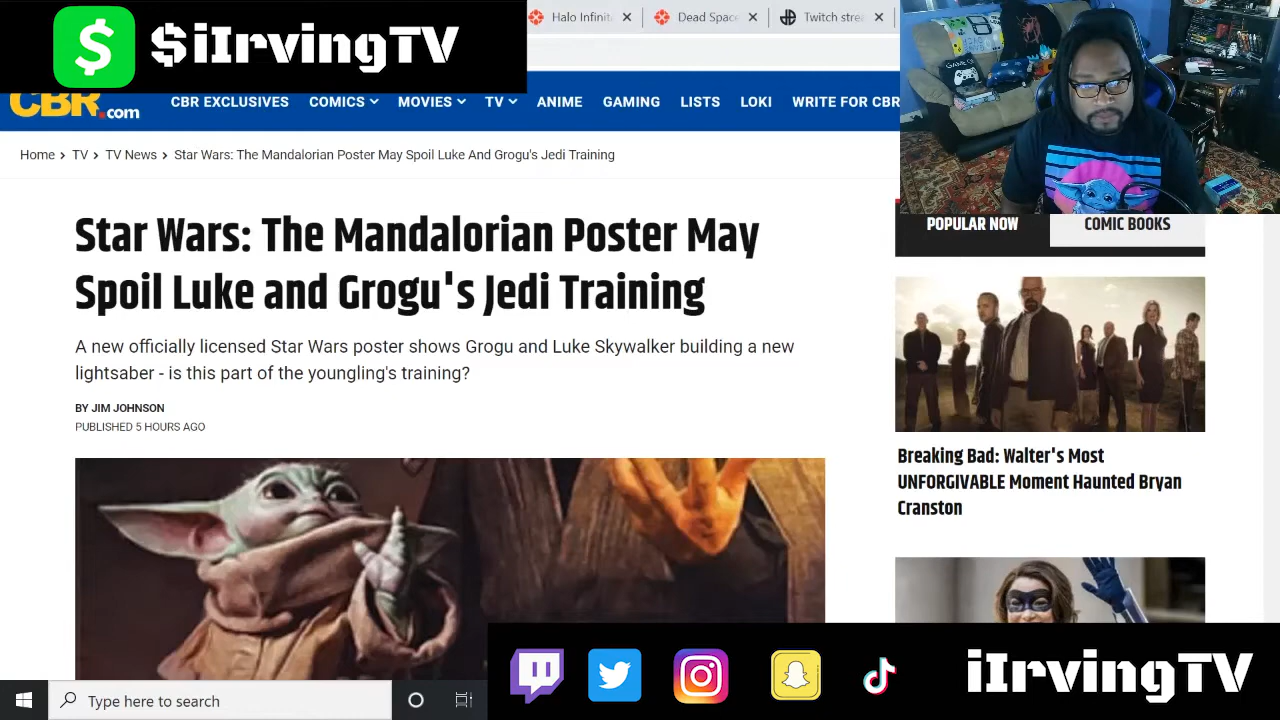 $iIrvingTV
Halo Infinit
Dead Space
Twitch strea
CBR.com
CBR EXCLUSIVES COMICS MOVIES TV ANIME GAMING LISTS LOKI WRITE FOR CBR
Home > TV > TV News > Star Wars: The Mandalorian Poster May Spoil Luke And Grogu's Jedi Training
Star Wars: The Mandalorian Poster May
Spoil Luke and Grogu's Jedi Training
A new officially licensed Star Wars poster shows Grogu and Luke Skywalker building a new
lightsaber - is this part of the youngling's training?
BY JIM JOHNSON
PUBLISHED 5 HOURS AGO
POPULAR NOW
COMIC BOOKS
Breaking Bad: Walter's Most
UNFORGIVABLE Moment Haunted Bryan
Cranston
iIrvingTV
Type here to search